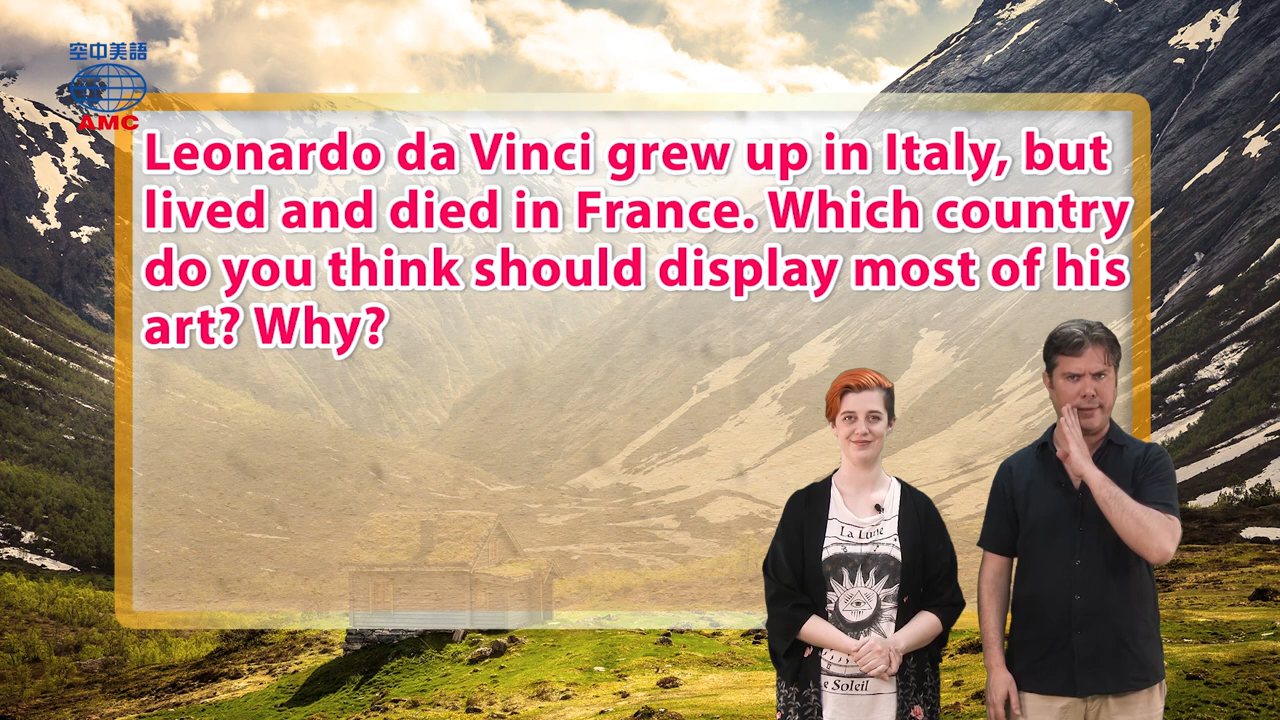 空中美語
AMC
Leonardo da Vinci grew up in Italy, but
lived and died in France. Which country
do you think should display most of his
art? Why?
La Lune
e Soleil